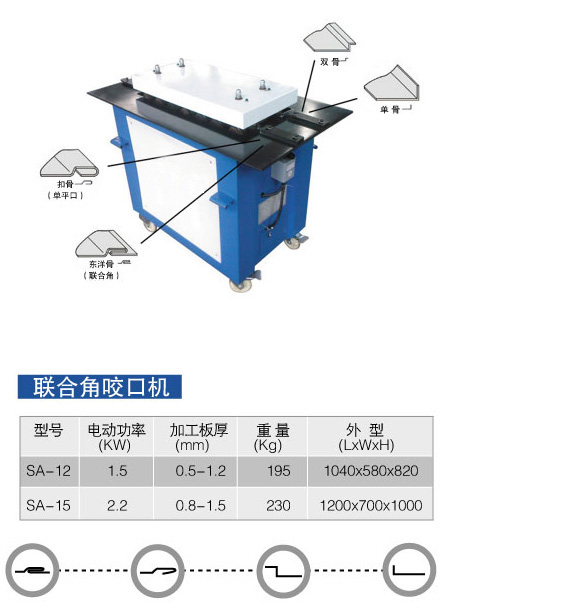 双骨
单骨
扣骨
(单平口)
东洋骨
(联合角)
联合角咬口机
型号 电动功率 加工板厚 重量 外 型
(KW) (mm) (Kg) (LxWxH)
SA-12 1.5 0.5-1.2 195 1040x580x820
SA-15 2.2 0.8-1.5 230 1200x700x1000